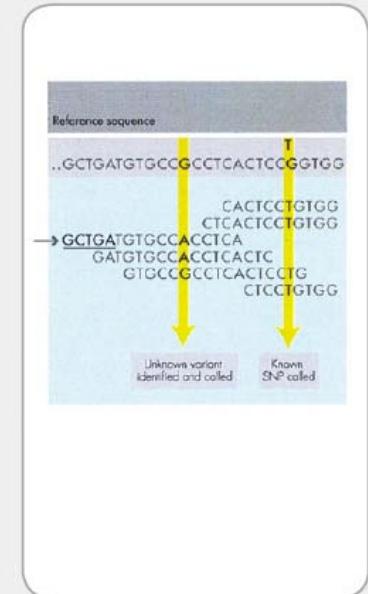 Reference sequence
T
..GCTGATGTGCCGCCTCACTCCGGTGG
CACTCCTGTGG
CTCACTCCTGTGG
GCTGATGTGCCACCTCA
GATGTGCCACCTCACTC
GTGCCGCCTCACTCCTG
CTCCTGTGG
Unknown variant
identified and called
Known
SNP called